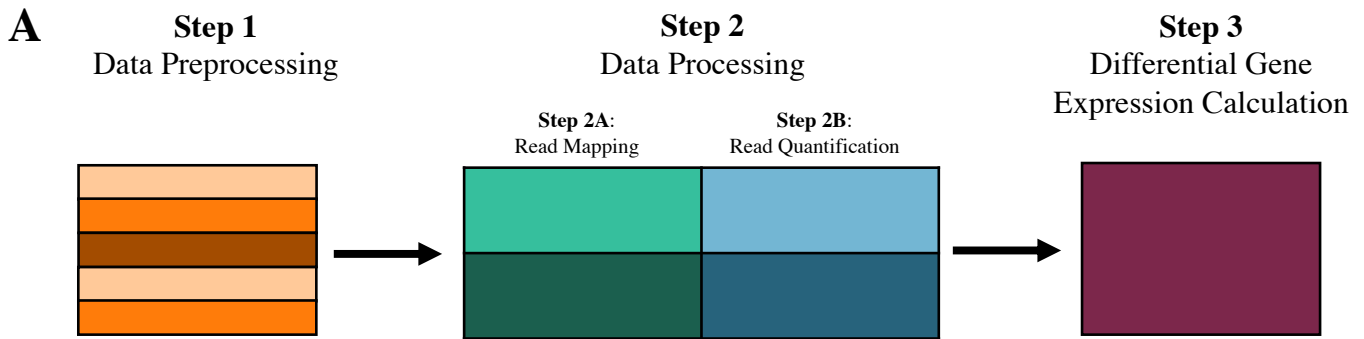 A
Step 1
Data Preprocessing
Step 2
Data Processing
Step 2A:
Read Mapping
Step 2B:
Read Quantification
Step 3
Differential Gene
Expression Calculation